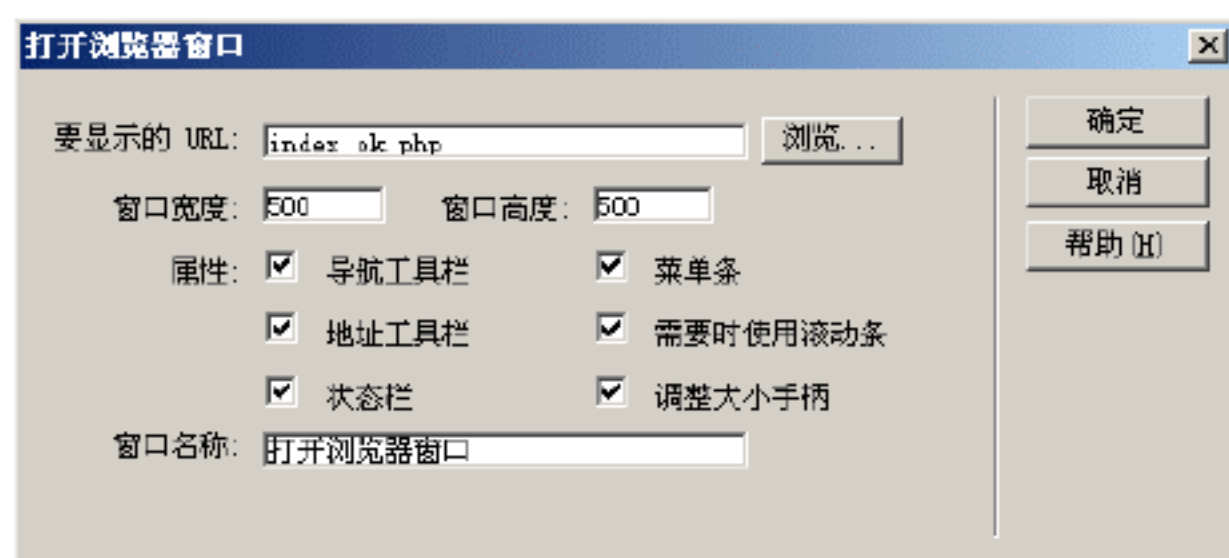 打开浏览器窗口
要显示的 URL: index_ok.php 浏览...
窗口宽度: 500 窗口高度: 500
属性: 导航工具栏 菜单条
地址工具栏 需要时使用滚动条
状态栏 调整大小手柄
窗口名称: 打开浏览器窗口
确定
取消
帮助(H)